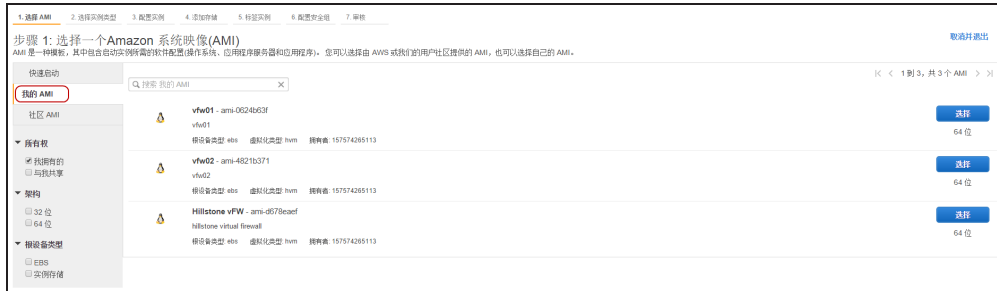 1. 选择 AMI 2. 选择实例类型 3. 配置实例 4. 添加存储 5. 标签实例 6. 配置安全组 7. 审核
步骤 1: 选择一个Amazon 系统映像(AMI)
取消并退出
AMI 是一种模板，其中包含启动实例所需的软件配置(操作系统、应用程序服务器和应用程序)。您可以选择由 AWS 或我们的用户社区提供的 AMI，也可以选择自己的 AMI。
快速启动
我的 AMI
社区 AMI
所有权
我拥有的
与我共享
架构
32 位
64 位
根设备类型
EBS
实例存储
搜索 我的 AMI
1 到 3，共 3 个 AMI
vfw01 - ami-0624b63f
vfw01
根设备类型: ebs 虚拟化类型: hvm 拥有者: 157574265113
选择
64 位
vfw02 - ami-4821b371
vfw02
根设备类型: ebs 虚拟化类型: hvm 拥有者: 157574265113
选择
64 位
Hillstone vFW - ami-d678eaef
hillstone virtual firewall
根设备类型: ebs 虚拟化类型: hvm 拥有者: 157574265113
选择
64 位